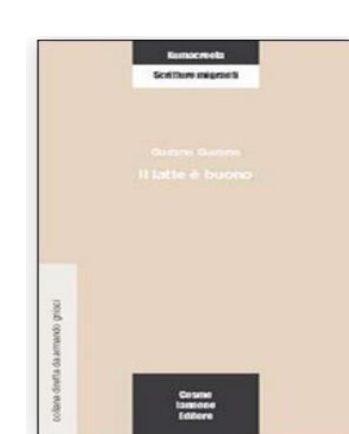 Kumacreola
Scritture migranti
Garane Garane
Il latte è buono
collana diretta da armando gnisci
Cosmo
Iannone
Editore